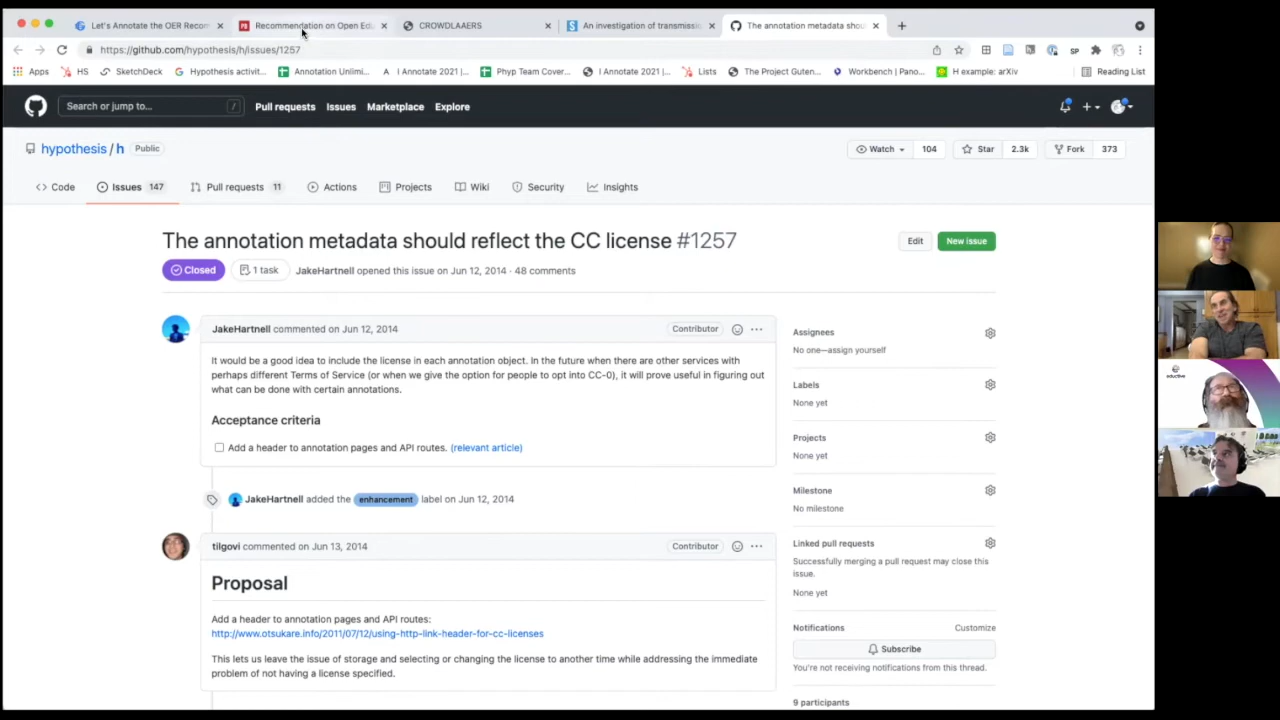 Let's Annotate the OER Recom
Recommendation on Open Edu
CROWDLAAERS
An investigation of transmissio
The annotation metadata shou
https://github.com/hypothesis/h/issues/1257
Apps
HS
SketchDeck
Hypothesis activit...
Annotation Unlimi...
I Annotate 2021 |...
Phyp Team Cover...
I Annotate 2021 |...
Lists
The Project Guten...
Workbench | Pano...
H example: arXiv
Reading List
Search or jump to...
/
Pull requests
Issues
Marketplace
Explore
hypothesis / h
Public
Watch
104
Star
2.3k
Fork
373
Code
Issues 147
Pull requests 11
Actions
Projects
Wiki
Security
Insights
The annotation metadata should reflect the CC license #1257
Edit
New issue
Closed
1 task
JakeHartnell opened this issue on Jun 12, 2014 · 48 comments
JakeHartnell commented on Jun 12, 2014
Contributor
It would be a good idea to include the license in each annotation object. In the future when there are other services with
perhaps different Terms of Service (or when we give the option for people to opt into CC-0), it will prove useful in figuring out
what can be done with certain annotations.
Acceptance criteria
Add a header to annotation pages and API routes. (relevant article)
JakeHartnell added the enhancement label on Jun 12, 2014
tilgovi commented on Jun 13, 2014
Contributor
Proposal
Add a header to annotation pages and API routes:
http://www.otsukare.info/2011/07/12/using-http-link-header-for-cc-licenses
This lets us leave the issue of storage and selecting or changing the license to another time while addressing the immediate
problem of not having a license specified.
Assignees
No one—assign yourself
Labels
None yet
Projects
None yet
Milestone
No milestone
Linked pull requests
Successfully merging a pull request may close this
issue.
None yet
Notifications
Customize
Subscribe
You're not receiving notifications from this thread.
9 participants
eductive